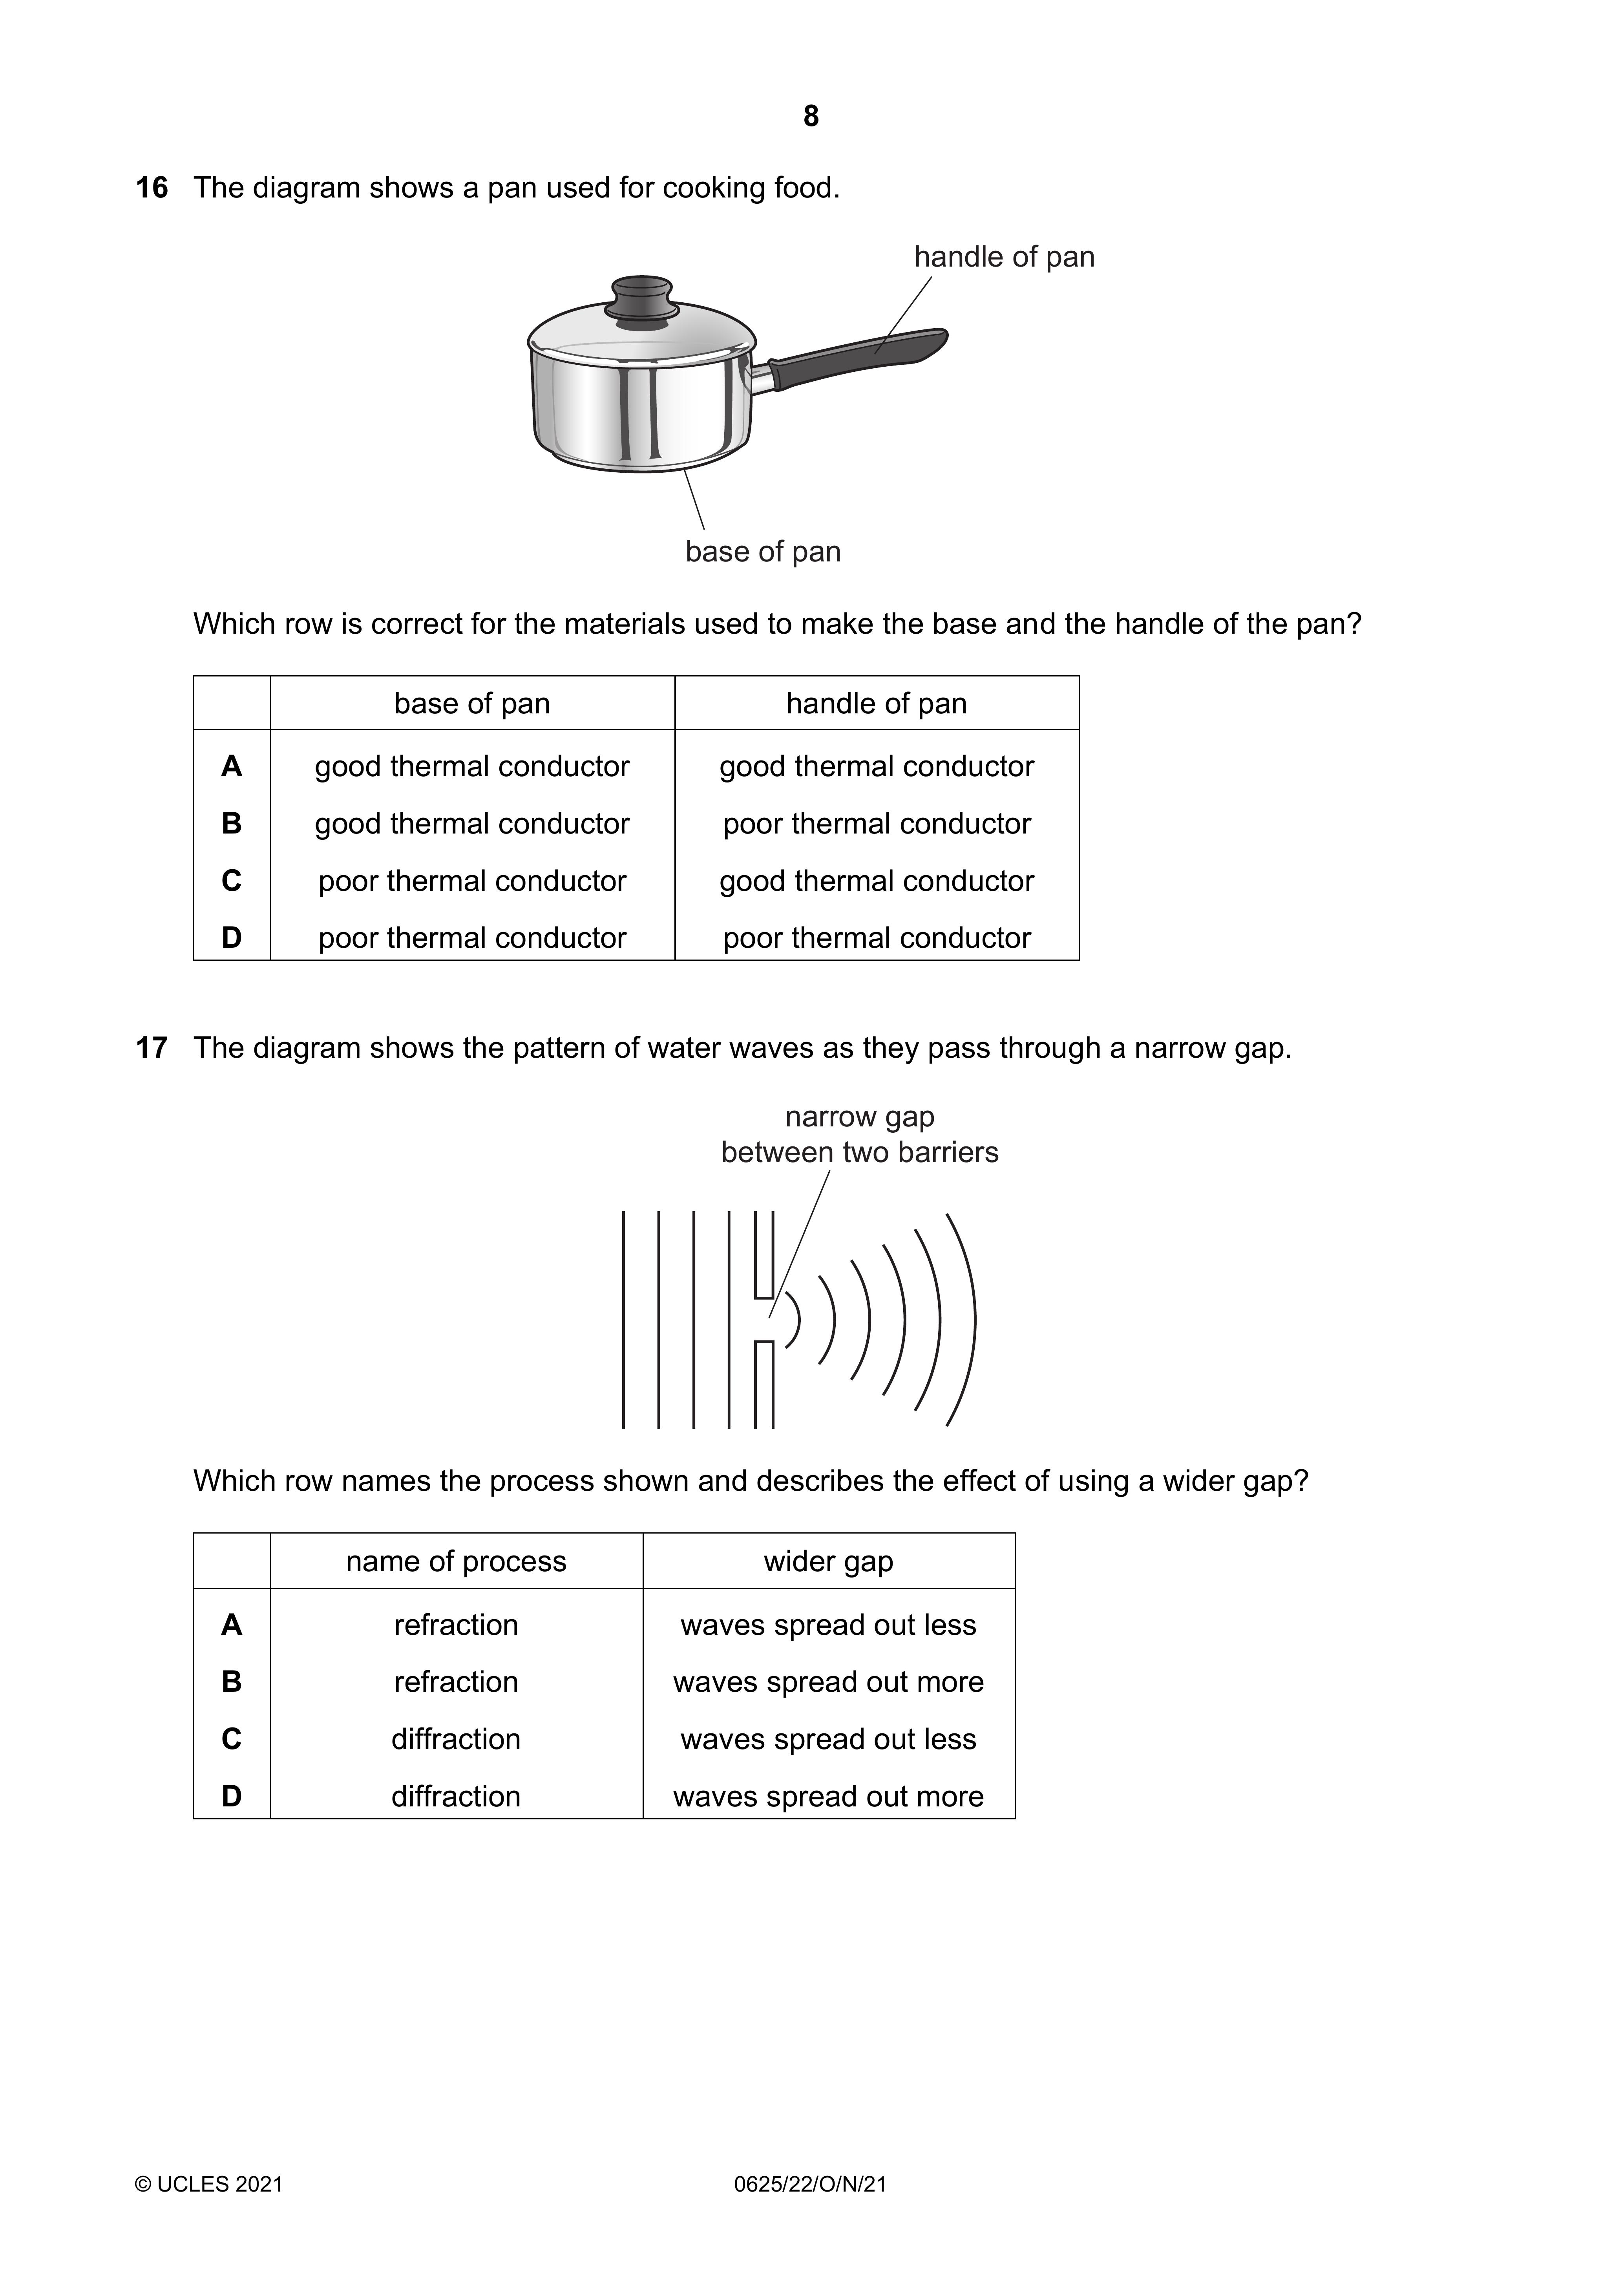 8
16 The diagram shows a pan used for cooking food.
handle of pan
base of pan
Which row is correct for the materials used to make the base and the handle of the pan?
base of pan handle of pan
A good thermal conductor good thermal conductor
B good thermal conductor poor thermal conductor
C poor thermal conductor good thermal conductor
D poor thermal conductor poor thermal conductor
17 The diagram shows the pattern of water waves as they pass through a narrow gap.
narrow gap
between two barriers
Which row names the process shown and describes the effect of using a wider gap?
name of process wider gap
A refraction waves spread out less
B refraction waves spread out more
C diffraction waves spread out less
D diffraction waves spread out more
© UCLES 2021 0625/22/O/N/21